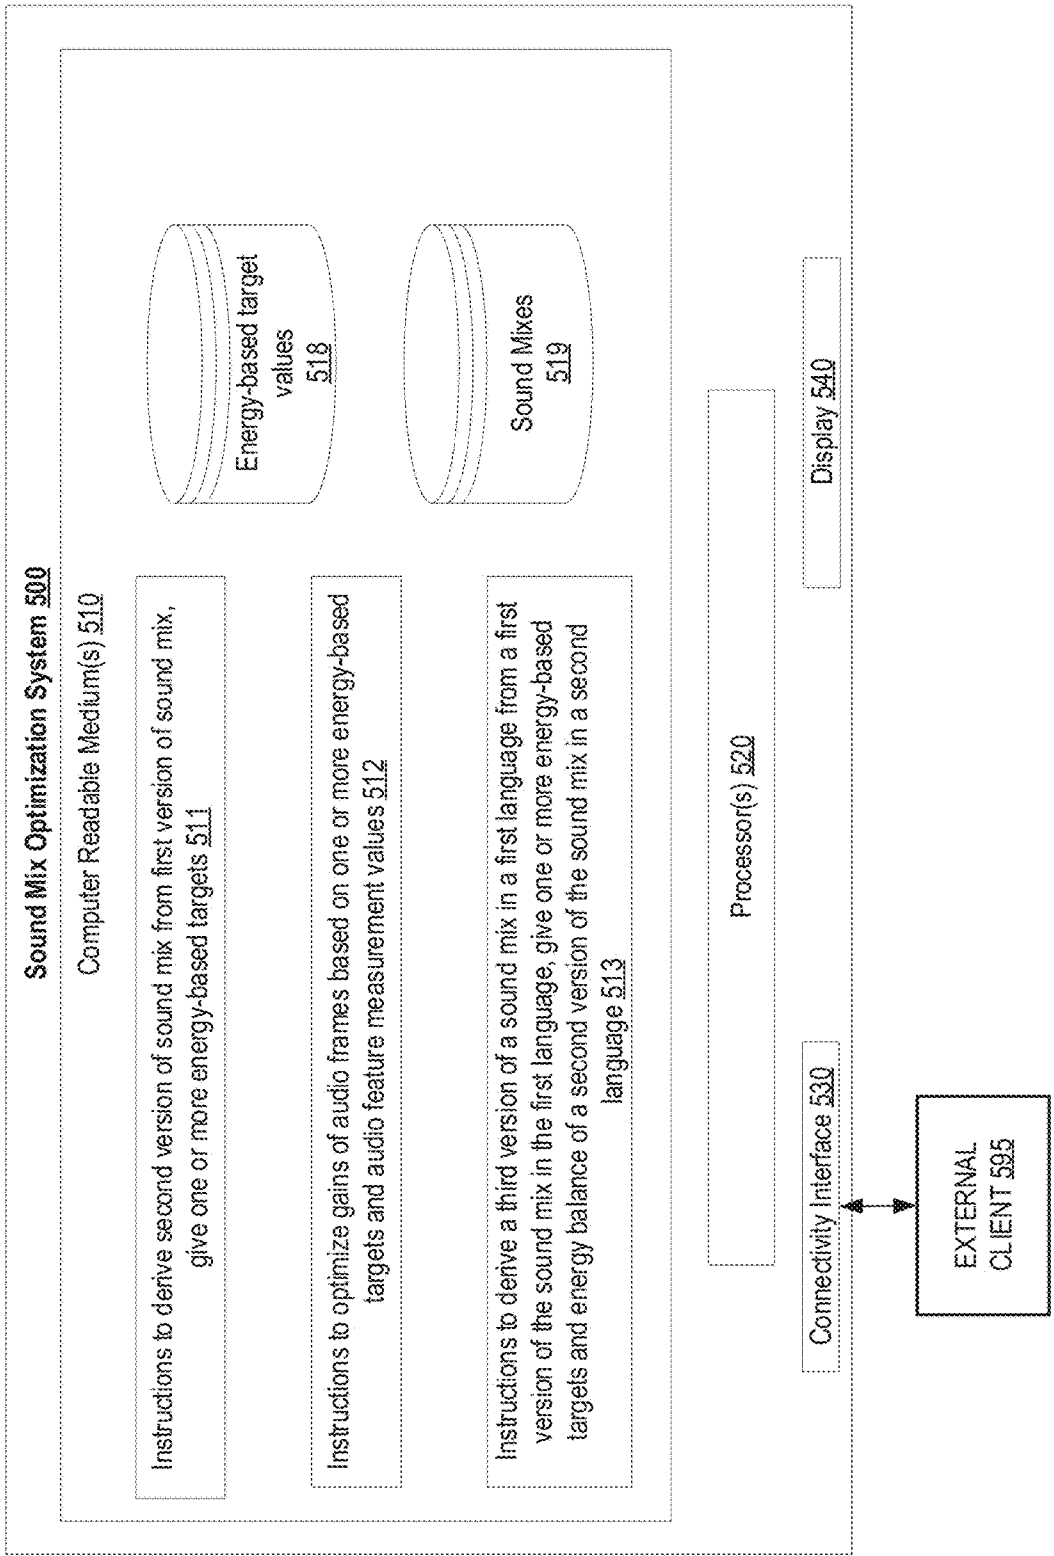 Sound Mix Optimization System 500
Computer Readable Medium(s) 510
Instructions to derive second version of sound mix from first version of sound mix,
give one or more energy-based targets 511
Instructions to optimize gains of audio frames based on one or more energy-based
targets and audio feature measurement values 512
Instructions to derive a third version of a sound mix in a first language from a first
version of the sound mix in the first language, give one or more energy-based
targets and energy balance of a second version of the sound mix in a second
language 513
Energy-based target
values
518
Sound Mixes
519
Processor(s) 520
Connectivity Interface 530
Display 540
EXTERNAL
CLIENT 595